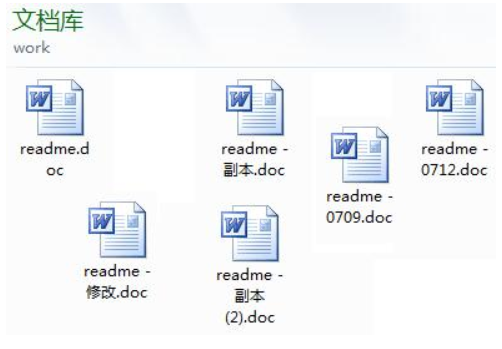 文档库
work
readme.d
oc
readme -
副本.doc
readme -
0709.doc
readme -
0712.doc
readme -
修改.doc
readme -
副本
(2).doc